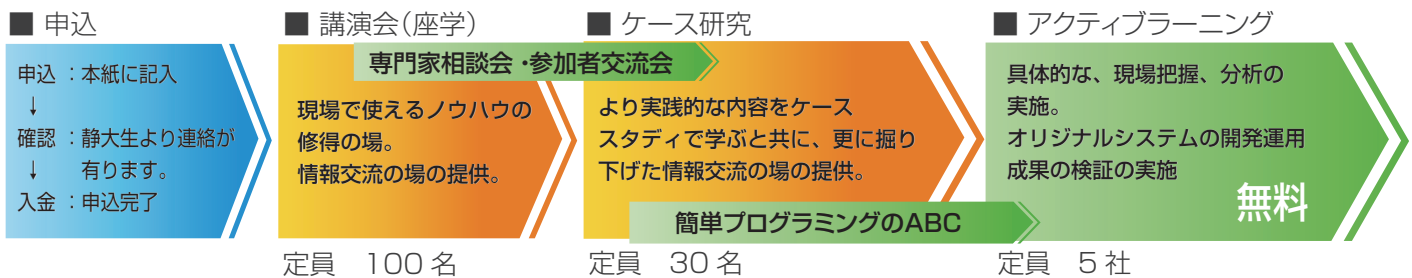 ■ 申込
申込 ：本紙に記入
↓
確認 ：静大生より連絡が
↓ 有ります。
入金 ：申込完了
■ 講演会（座学）
専門家相談会・参加者交流会
現場で使えるノウハウの
修得の場。
情報交流の場の提供。
定員 100 名
■ ケース研究
より実践的な内容をケース
スタディで学ぶと共に、更に掘り
下げた情報交流の場の提供。
簡単プログラミングのABC
定員 30 名
■ アクティブラーニング
具体的な、現場把握、分析の
実施。
オリジナルシステムの開発運用
成果の検証の実施
無料
定員 5 社